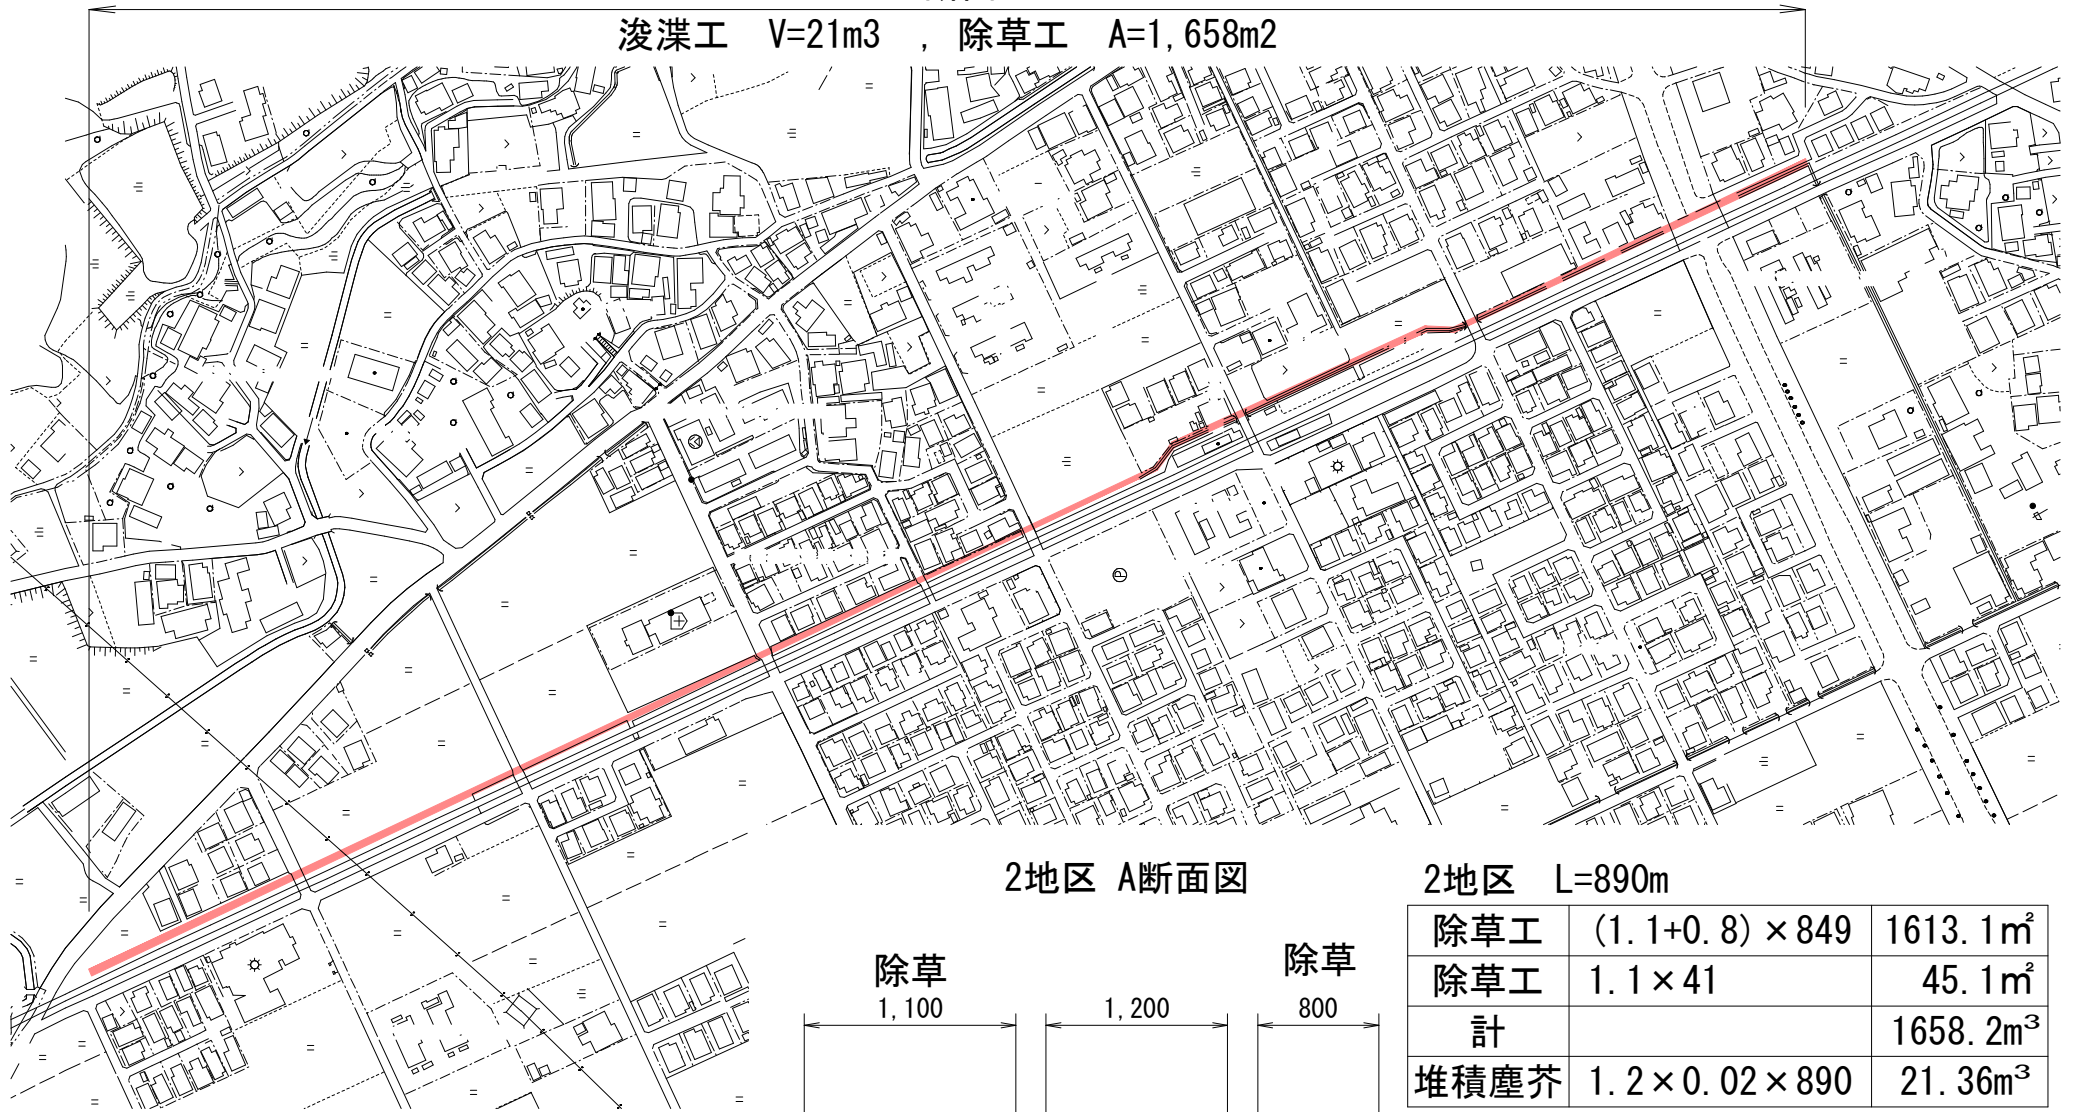 浚渫工 V=21m3 , 除草工 A=1,658m2
2地区 A断面図
除草
除草
1,100
1,200
800
2地区 L=890m
除草工 (1.1+0.8)×849 1613.1㎡
除草工 1.1×41 45.1㎡
計 1658.2m³
堆積塵芥 1.2×0.02×890 21.36m³